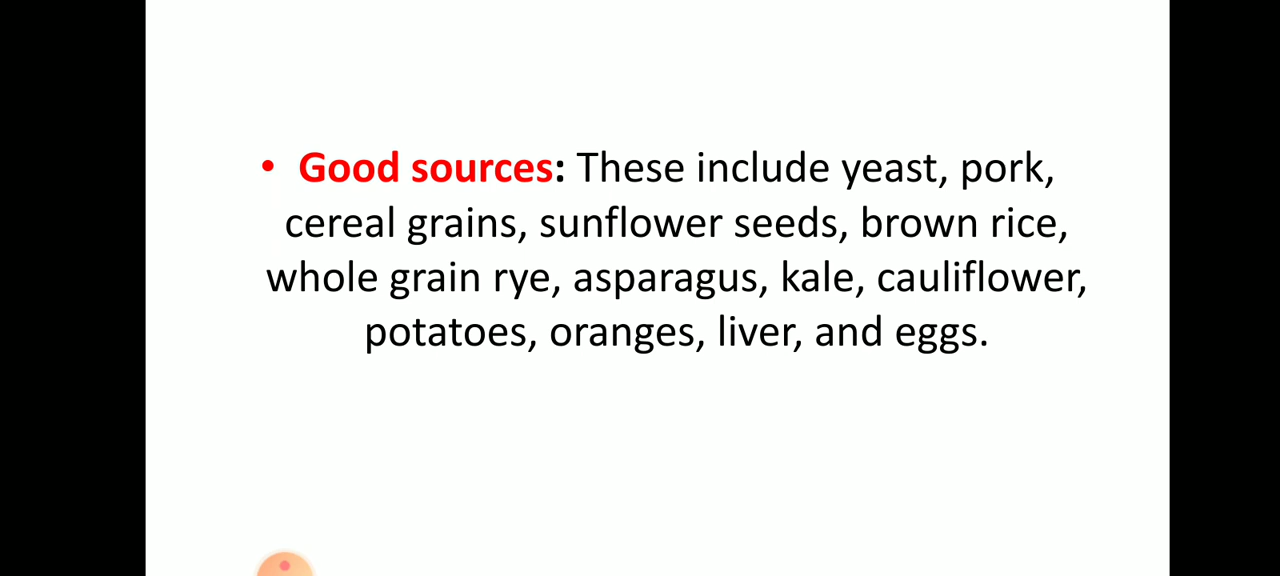 • Good sources: These include yeast, pork,
cereal grains, sunflower seeds, brown rice,
whole grain rye, asparagus, kale, cauliflower,
potatoes, oranges, liver, and eggs.